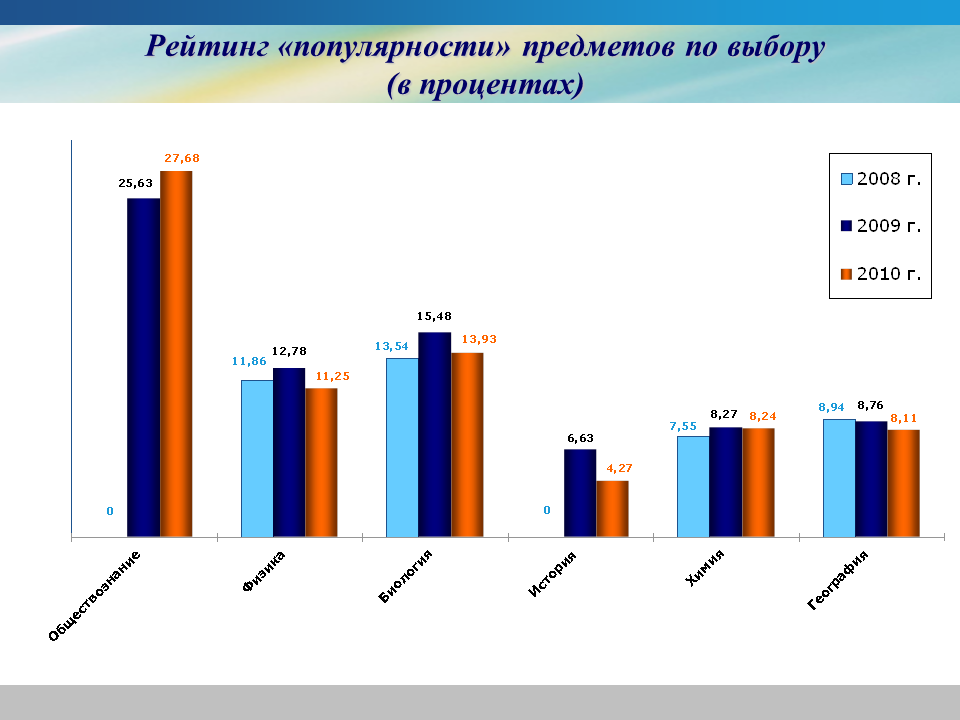 Рейтинг «популярности» предметов по выбору
(в процентах)
27,68
25,63
0
11,86
12,78
11,25
13,54
15,48
13,93
0
6,63
4,27
7,55
8,27
8,24
8,94
8,76
8,11
2008 г.
2009 г.
2010 г.
Обществознание
Физика
Биология
История
Химия
География